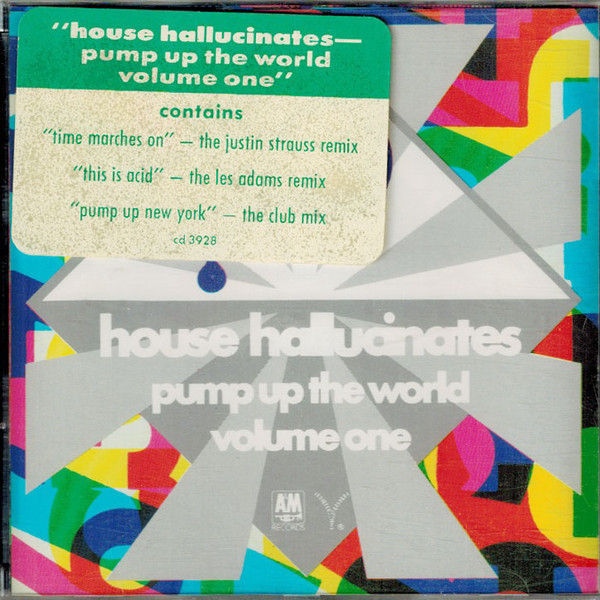 "house hallucinates—
pump up the world
volume one"
contains
"time marches on" — the justin strauss remix
"this is acid" — the les adams remix
"pump up new york" — the club mix
cd 3928
house hallucinates
pump up the world
volume one
A&M
RECORDS
®